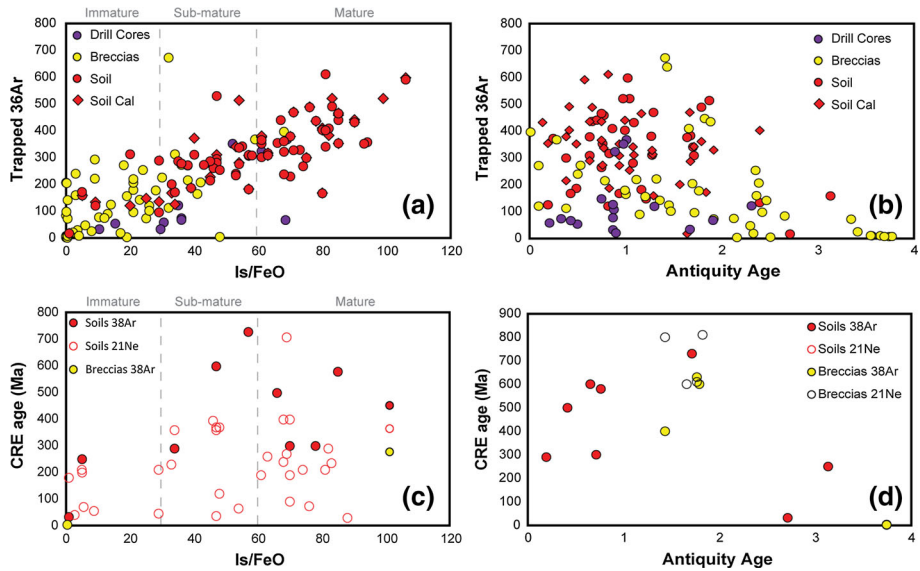 Immature Sub-mature Mature
800
700
600
500
400
300
200
100
0
Trapped 36Ar
Drill Cores
Breccias
Soil
Soil Cal
(a)
0 20 40 60 80 100 120
Is/FeO
800
700
600
500
400
300
200
100
0
Trapped 36Ar
Drill Cores
Breccias
Soil
Soil Cal
(b)
0 1 2 3 4
Antiquity Age
Immature Sub-mature Mature
800
700
600
500
400
300
200
100
0
CRE age (Ma)
Soils 38Ar
Soils 21Ne
Breccias 38Ar
(c)
0 20 40 60 80 100 120
Is/FeO
900
800
700
600
500
400
300
200
100
0
CRE age (Ma)
Soils 38Ar
Soils 21Ne
Breccias 38Ar
Breccias 21Ne
(d)
0 1 2 3 4
Antiquity Age